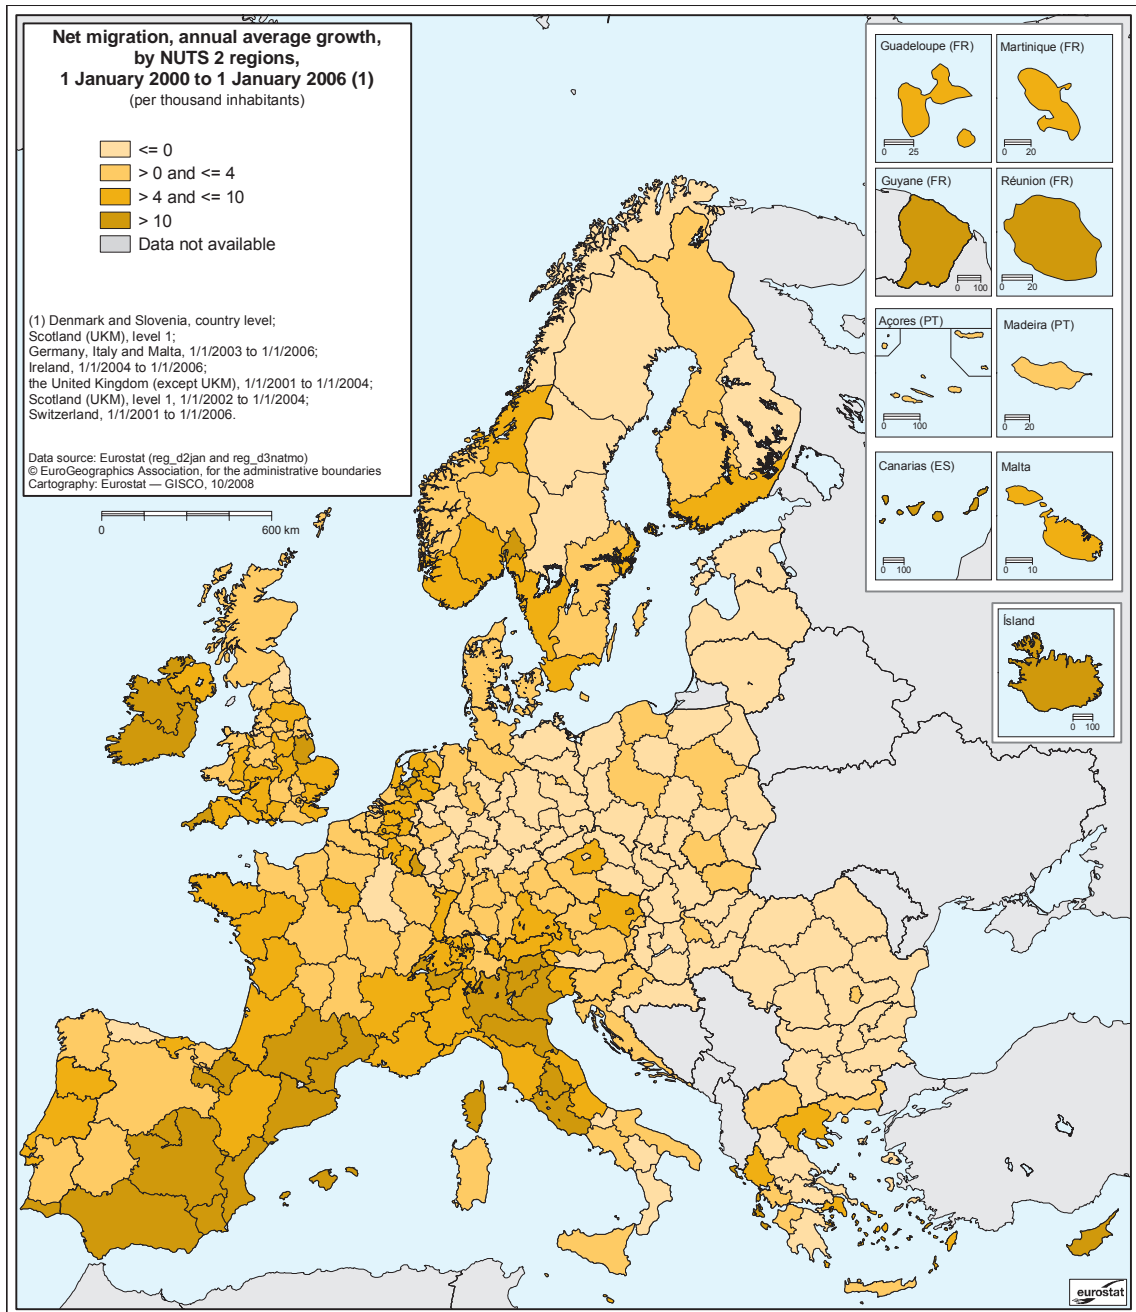 Net migration, annual average growth,
by NUTS 2 regions,
1 January 2000 to 1 January 2006 (1)
(per thousand inhabitants)
<= 0
> 0 and <= 4
> 4 and <= 10
> 10
Data not available
(1) Denmark and Slovenia, country level;
Scotland (UKM), level 1;
Germany, Italy and Malta, 1/1/2003 to 1/1/2006;
Ireland, 1/1/2004 to 1/1/2006;
the United Kingdom (except UKM), 1/1/2001 to 1/1/2004;
Scotland (UKM), level 1, 1/1/2002 to 1/1/2004;
Switzerland, 1/1/2001 to 1/1/2006.
Data source: Eurostat (reg_d2jan and reg_d3natmo)
© EuroGeographics Association, for the administrative boundaries
Cartography: Eurostat — GISCO, 10/2008
0 600 km
Guadeloupe (FR)
0 25
Martinique (FR)
0 20
Guyane (FR)
0 100
Réunion (FR)
0 20
Açores (PT)
0 100
Madeira (PT)
0 20
Canarias (ES)
0 100
Malta
0 10
Ísland
0 100
eurostat